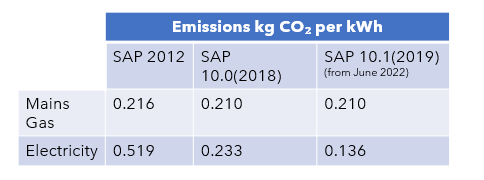 Emissions kg CO₂ per kWh
SAP 2012 SAP SAP 10.1(2019)
10.0(2018) (from June 2022)
Mains 0.216 0.210 0.210
Gas
Electricity 0.519 0.233 0.136